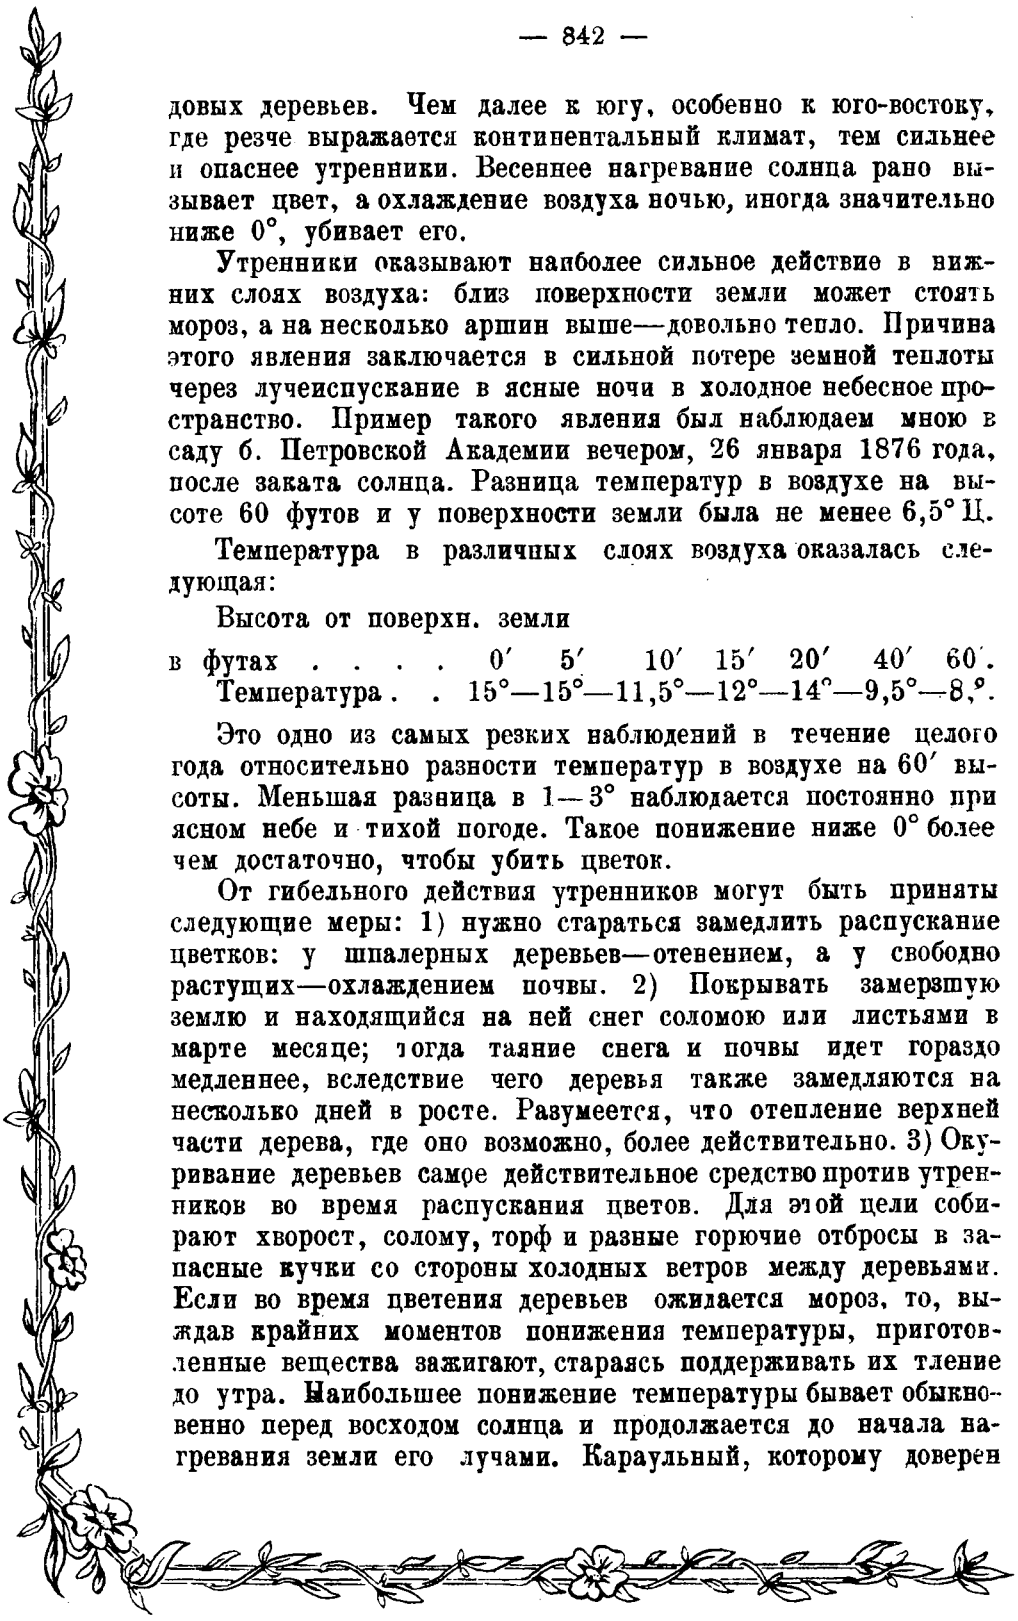 — 842 —
довых деревьев. Чем далее к югу, особенно к юго-востоку,
где резче выражается континентальный климат, тем сильнее
и опаснее утренники. Весеннее нагревание солнца рано вы-
зывает цвет, а охлаждение воздуха ночью, иногда значительно
ниже 0°, убивает его.
Утренники оказывают наиболее сильное действие в ниж-
них слоях воздуха: близ поверхности земли может стоять
мороз, а на несколько аршин выше—довольно тепло. Причина
этого явления заключается в сильной потере земной теплоты
через лучеиспускание в ясные ночи в холодное небесное про-
странство. Пример такого явления был наблюдаем мною в
саду б. Петровской Академии вечером, 26 января 1876 года,
после заката солнца. Разница температур в воздухе на вы-
соте 60 футов и у поверхности земли была не менее 6,5° Ц.
Температура в различных слоях воздуха оказалась сле-
дующая:
Высота от поверхн. земли
в футах . . . . 0′ 5′ 10′ 15′ 20′ 40′ 60′.
Температура . . 15°—15°—11,5°—12°—14°—9,5°—8,°.
Это одно из самых резких наблюдений в течение целого
года относительно разности температур в воздухе на 60′ вы-
соты. Меньшая разница в 1—3° наблюдается постоянно при
ясном небе и тихой погоде. Такое понижение ниже 0° более
чем достаточно, чтобы убить цветок.
От гибельного действия утренников могут быть приняты
следующие меры: 1) нужно стараться замедлить распускание
цветков: у шпалерных деревьев—отенением, а у свободно
растущих—охлаждением почвы. 2) Покрывать замерзшую
землю и находящийся на ней снег соломою или листьями в
марте месяце; тогда таяние снега и почвы идет гораздо
медленнее, вследствие чего деревья также замедляются на
несколько дней в росте. Разумеется, что отепление верхней
части дерева, где оно возможно, более действительно. 3) Оку-
ривание деревьев самое действительное средство против утрен-
ников во время распускания цветов. Для этой цели соби-
рают хворост, солому, торф и разные горючие отбросы в за-
пасные кучки со стороны холодных ветров между деревьями.
Если во время цветения деревьев ожидается мороз, то, вы-
ждав крайних моментов понижения температуры, приготов-
ленные вещества зажигают, стараясь поддерживать их тление
до утра. Наибольшее понижение температуры бывает обыкно-
венно перед восходом солнца и продолжается до начала на-
гревания земли его лучами. Караульный, которому доверен